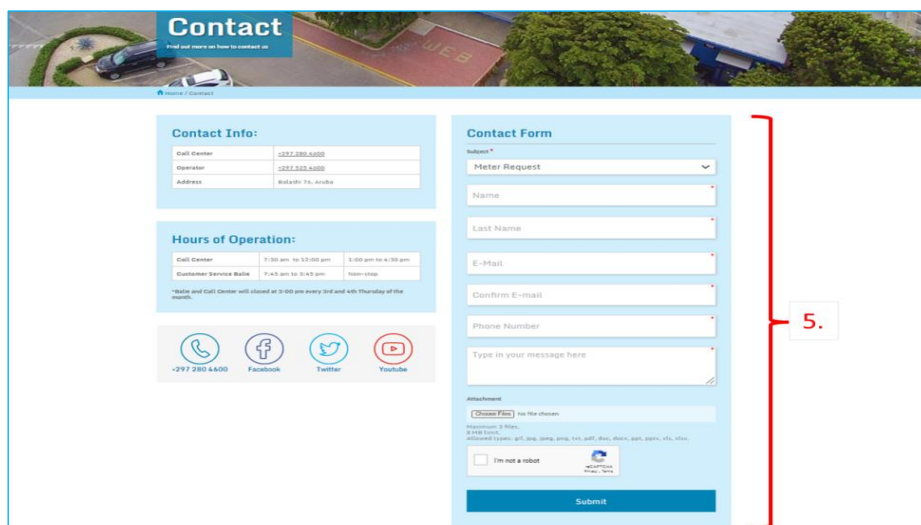 Contact
Find out more on how to contact us
WEB
Home / Contact
Contact Info:
Call Center +297 280 4600
Operator +297 525 4600
Address Balashi 76, Aruba
Hours of Operation:
Call Center 7:30 am to 12:00 pm 1:00 pm to 4:30 pm
Customer Service Balie 7:45 am to 3:45 pm Non-stop
*Balie and Call Center will closed at 3:00 pm every 3rd and 4th Thursday of the
month.
+297 280 4600 Facebook Twitter Youtube
Contact Form
Subject *
Meter Request
Name *
Last Name *
E-Mail *
Confirm E-mail *
Phone Number *
Type in your message here *
Attachment
Choose Files No file chosen
Maximum 3 files.
8 MB limit.
Allowed types: gif, jpg, jpeg, png, txt, pdf, doc, docx, ppt, pptx, xls, xlsx.
I'm not a robot
reCAPTCHA
Privacy - Terms
Submit
5.